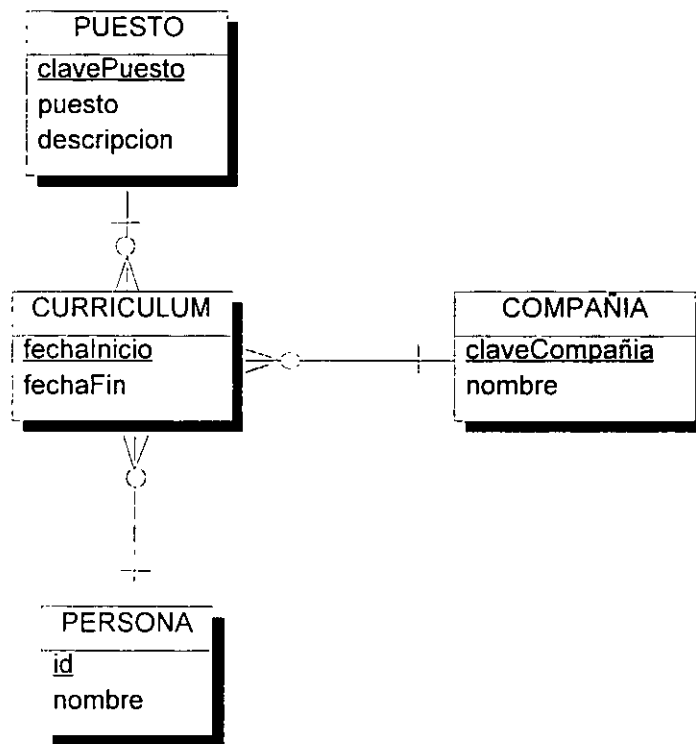 PUESTO
clavePuesto
puesto
descripcion
CURRICULUM
fechaInicio
fechaFin
COMPAÑIA
claveCompañia
nombre
PERSONA
id
nombre